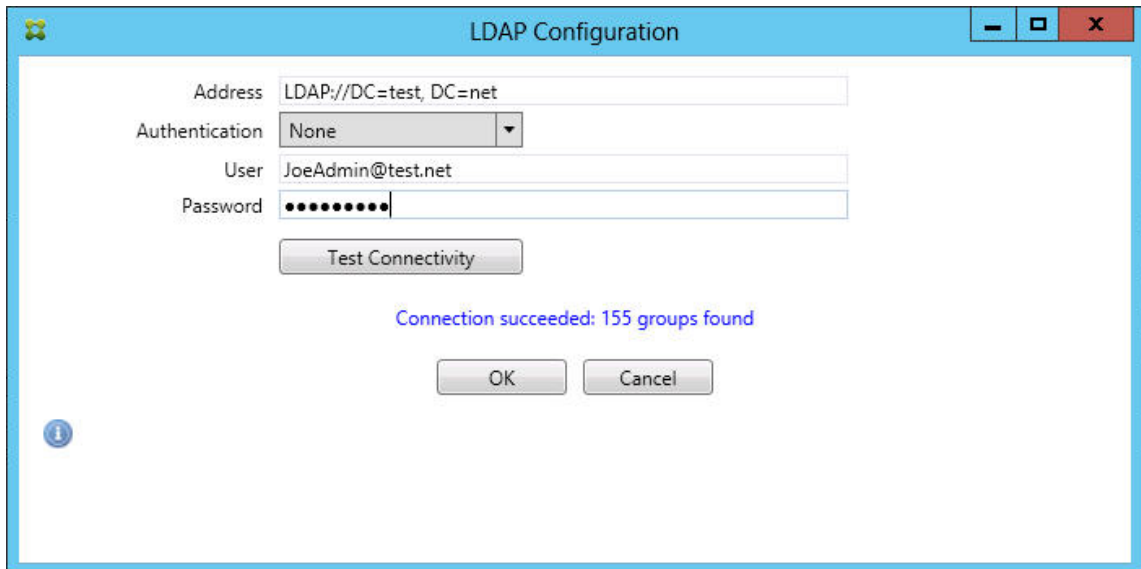 LDAP Configuration
Address LDAP://DC=test, DC=net
Authentication None
User JoeAdmin@test.net
Password ●●●●●●●●●
Test Connectivity
Connection succeeded: 155 groups found
OK Cancel